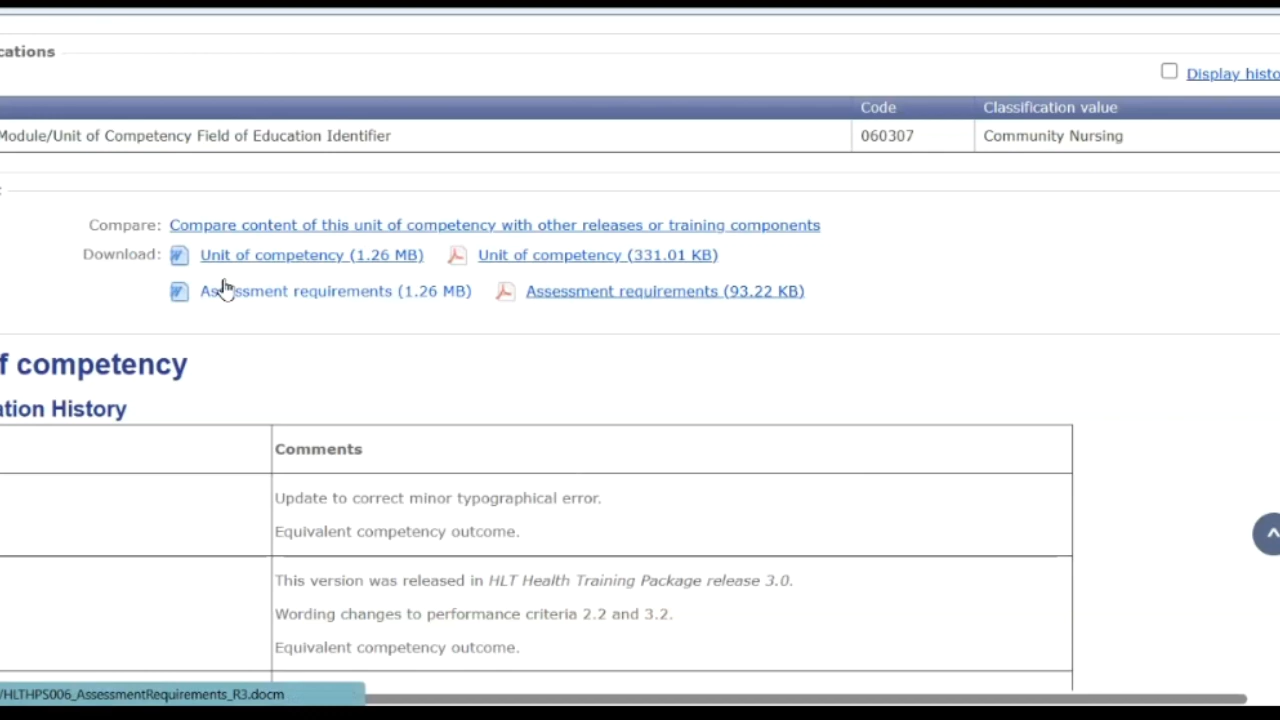 cations
Display histo
Code Classification value
Module/Unit of Competency Field of Education Identifier 060307 Community Nursing
:
Compare: Compare content of this unit of competency with other releases or training components
Download: Unit of competency (1.26 MB) Unit of competency (331.01 KB)
Assessment requirements (1.26 MB) Assessment requirements (93.22 KB)
f competency
ation History
Comments
Update to correct minor typographical error.
Equivalent competency outcome.
This version was released in HLT Health Training Package release 3.0.
Wording changes to performance criteria 2.2 and 3.2.
Equivalent competency outcome.
/HLTHPS006_AssessmentRequirements_R3.docm